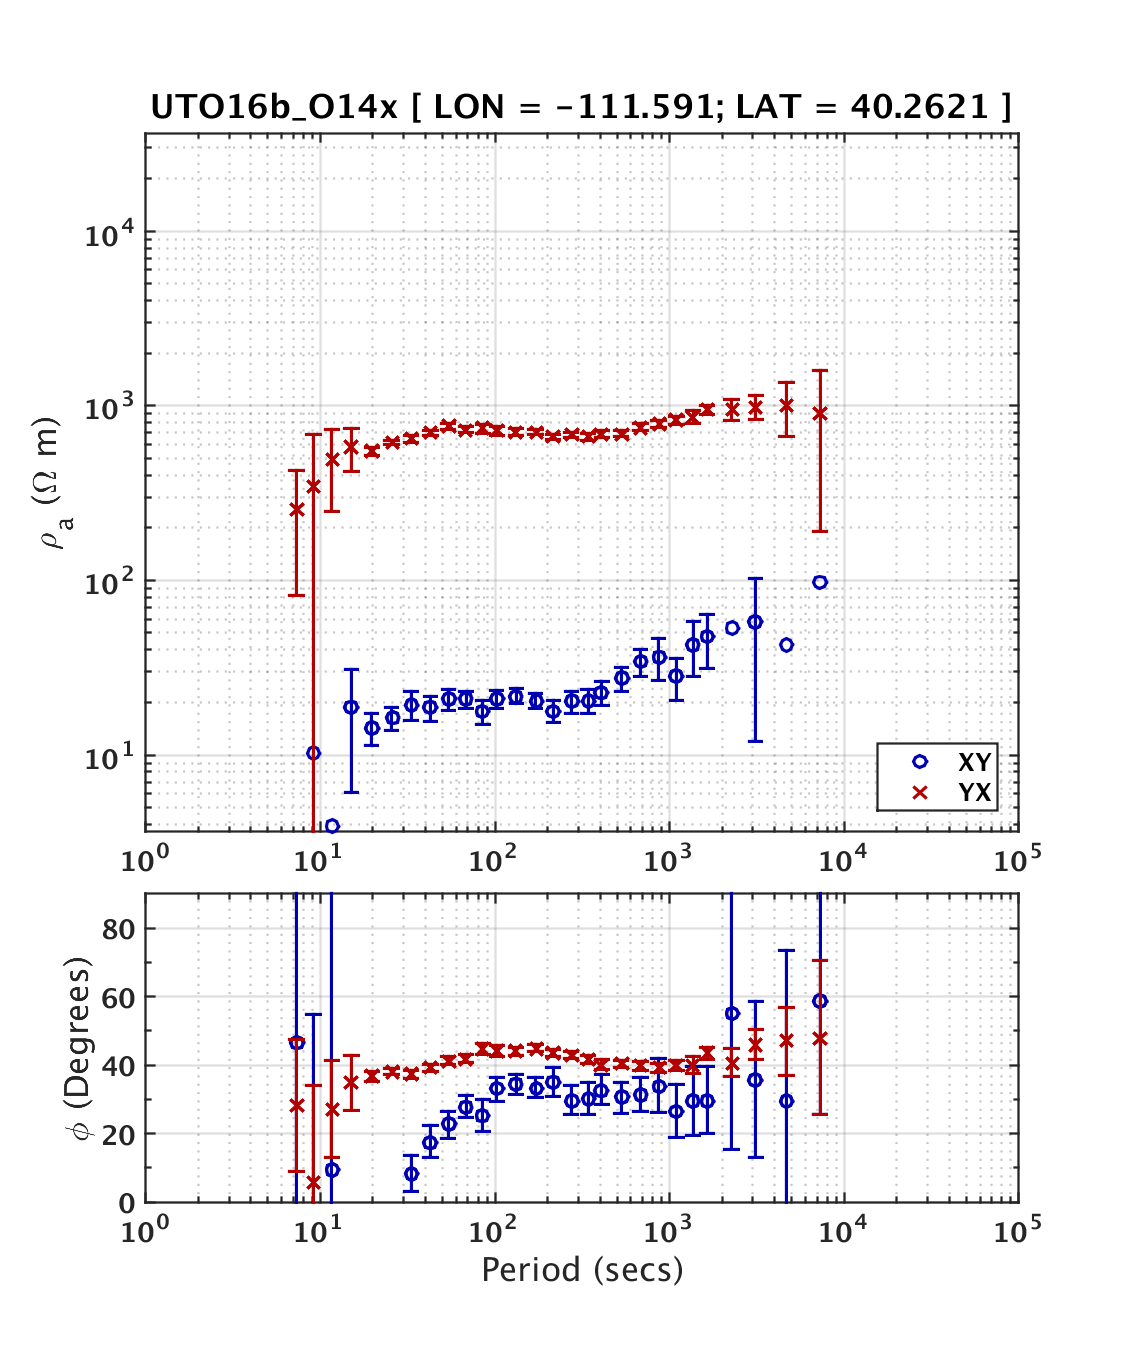 UTO16b_O14x [ LON = -111.591; LAT = 40.2621 ]
10^4
10^3
10^2
10^1
ρ_a (Ω m)
XY
YX
10^0 10^1 10^2 10^3 10^4 10^5
80
60
40
20
0
φ (Degrees)
10^0 10^1 10^2 10^3 10^4 10^5
Period (secs)